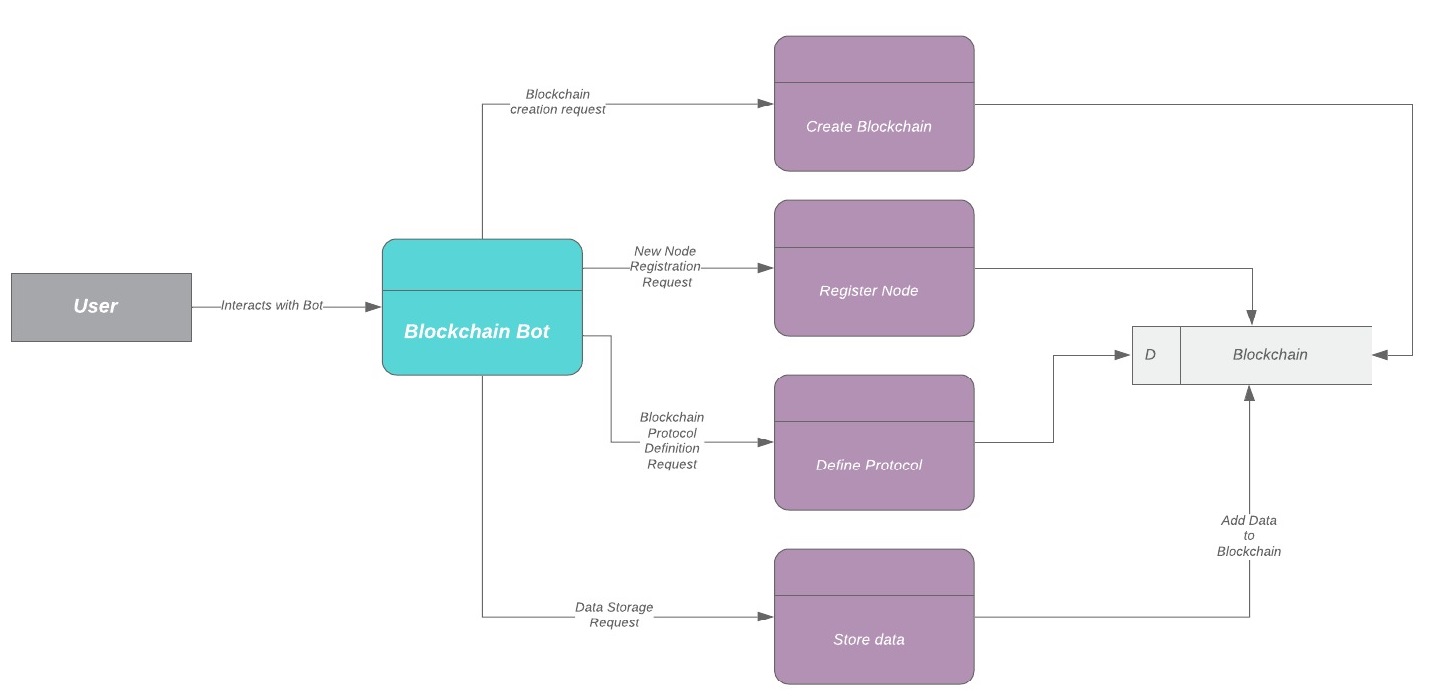 Blockchain
creation request
Create Blockchain
New Node
Registration
Request
Register Node
User
Interacts with Bot
Blockchain Bot
D
Blockchain
Blockchain
Protocol
Definition
Request
Define Protocol
Add Data
to
Blockchain
Data Storage
Request
Store data